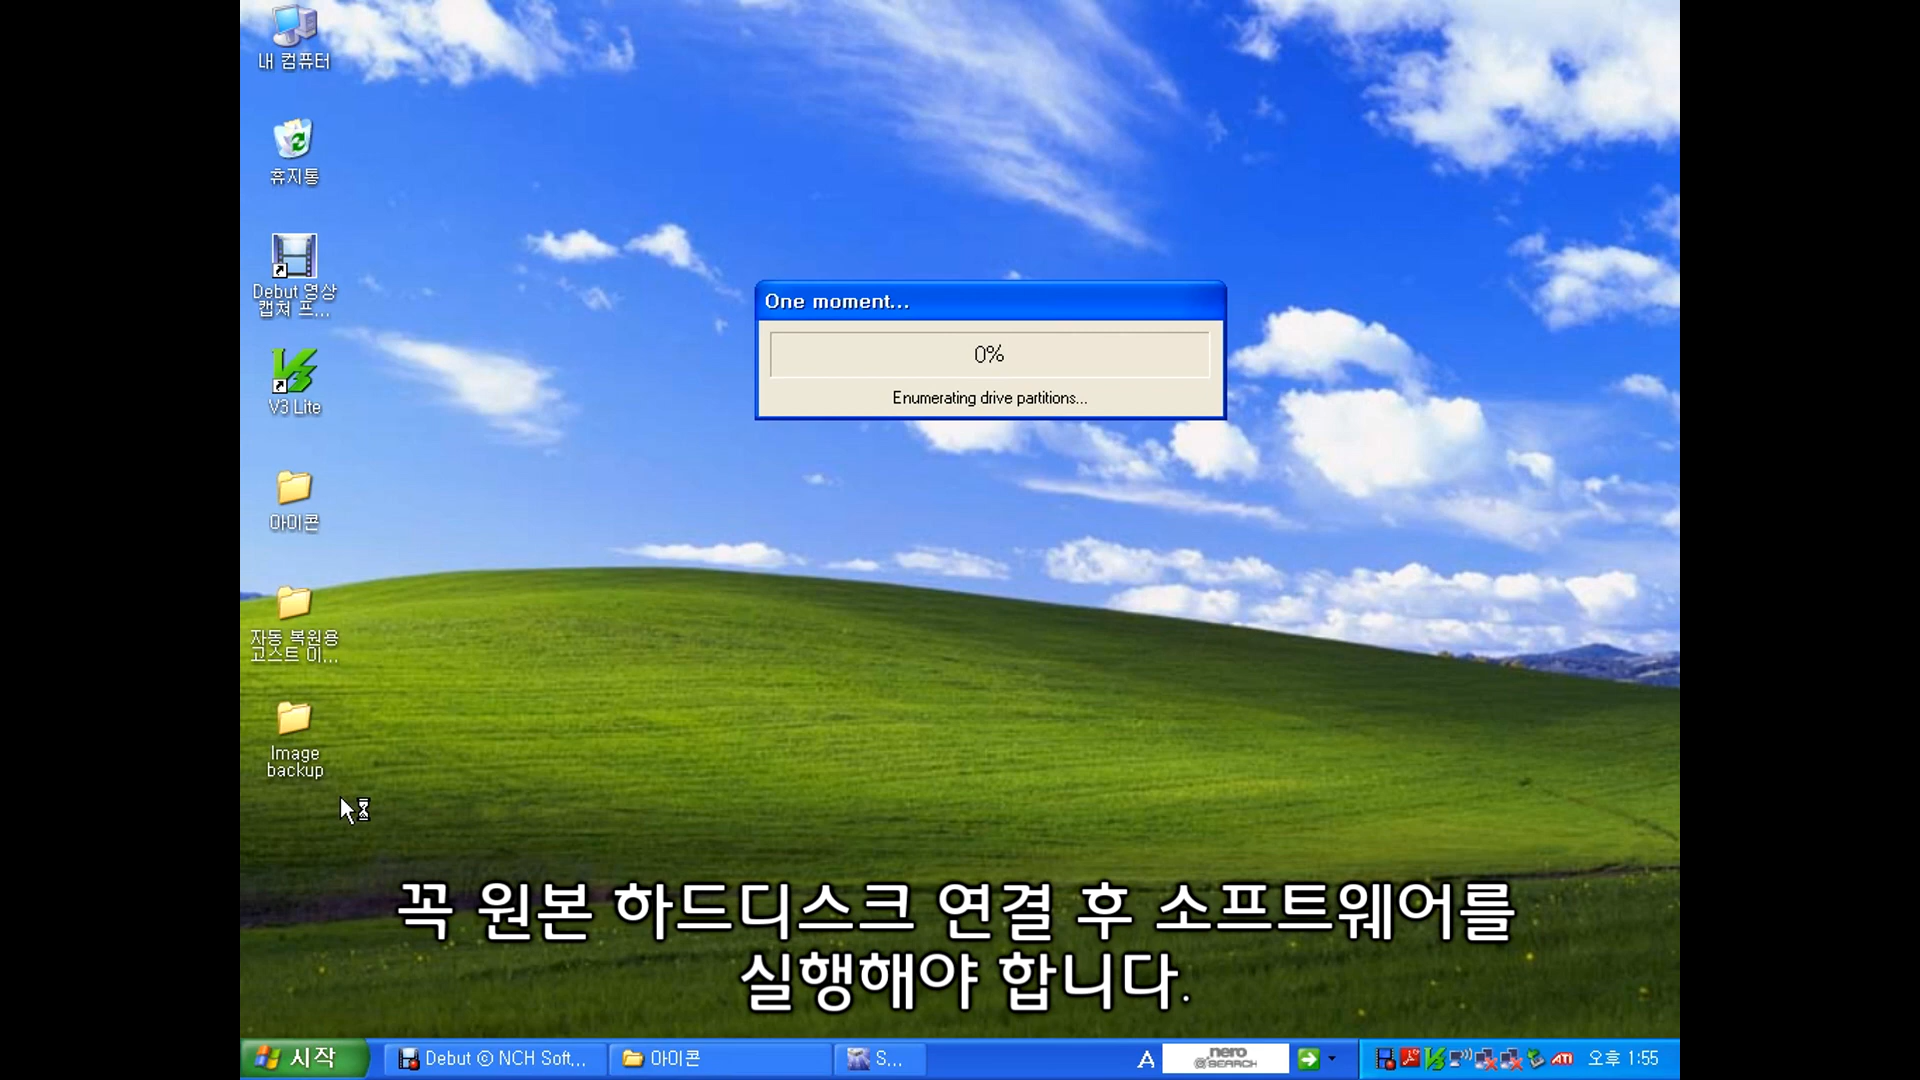 내 컴퓨터
휴지통
Debut 영상
캡쳐 프...
V3 Lite
아이콘
자동 복원용
고스트 이...
Image
backup
One moment...
0%
Enumerating drive partitions...
꼭 원본 하드디스크 연결 후 소프트웨어를
실행해야 합니다.
시작
Debut © NCH Soft...
아이콘
S...
A
nero
@SEARCH
ATI
오후 1:55